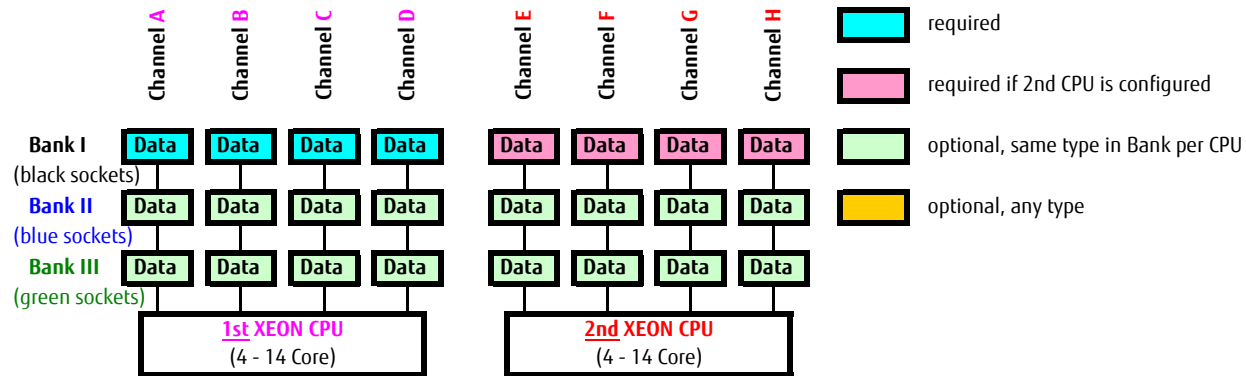 Channel A
Channel B
Channel C
Channel D
Channel E
Channel F
Channel G
Channel H
required
required if 2nd CPU is configured
optional, same type in Bank per CPU
optional, any type
Bank I
(black sockets)
Data Data Data Data Data Data Data Data
Bank II
(blue sockets)
Data Data Data Data Data Data Data Data
Bank III
(green sockets)
Data Data Data Data Data Data Data Data
1st XEON CPU
(4 - 14 Core)
2nd XEON CPU
(4 - 14 Core)